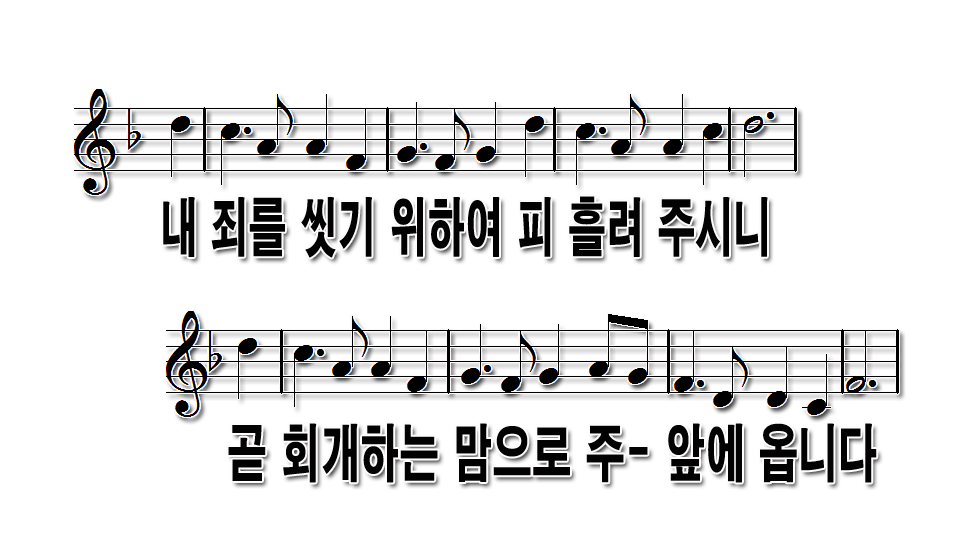 내 죄를 씻기 위하여 피 흘려 주시니
곧 회개하는 맘으로 주- 앞에 옵니다